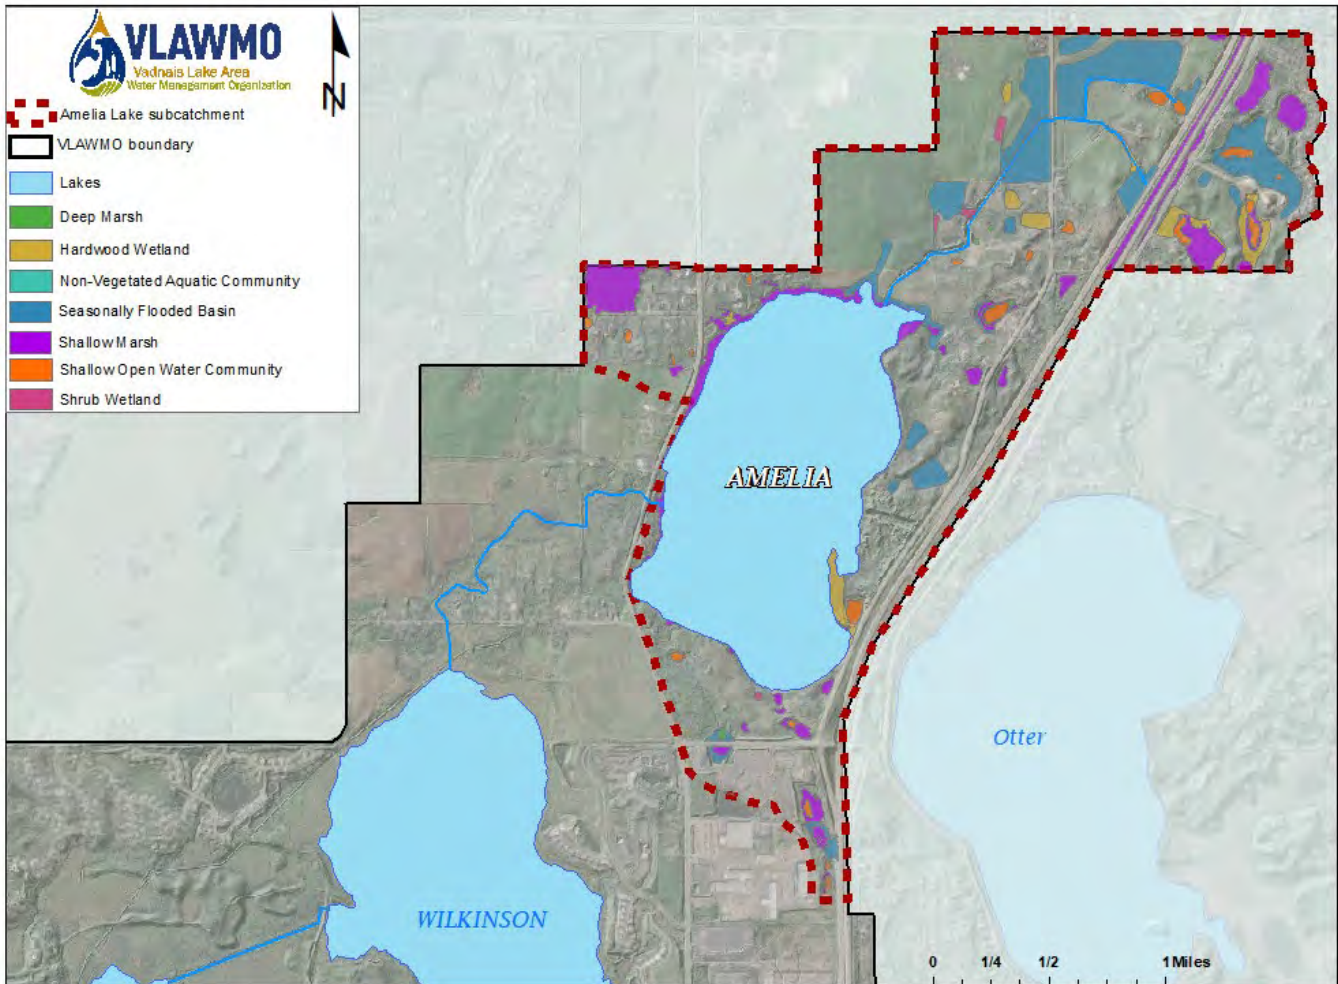 VLAWMO
Vadnais Lake Area
Water Management Organization
N
Amelia Lake subcatchment
VLAWMO boundary
Lakes
Deep Marsh
Hardwood Wetland
Non-Vegetated Aquatic Community
Seasonally Flooded Basin
Shallow Marsh
Shallow Open Water Community
Shrub Wetland
AMELIA
Otter
WILKINSON
0 1/4 1/2 1 Miles